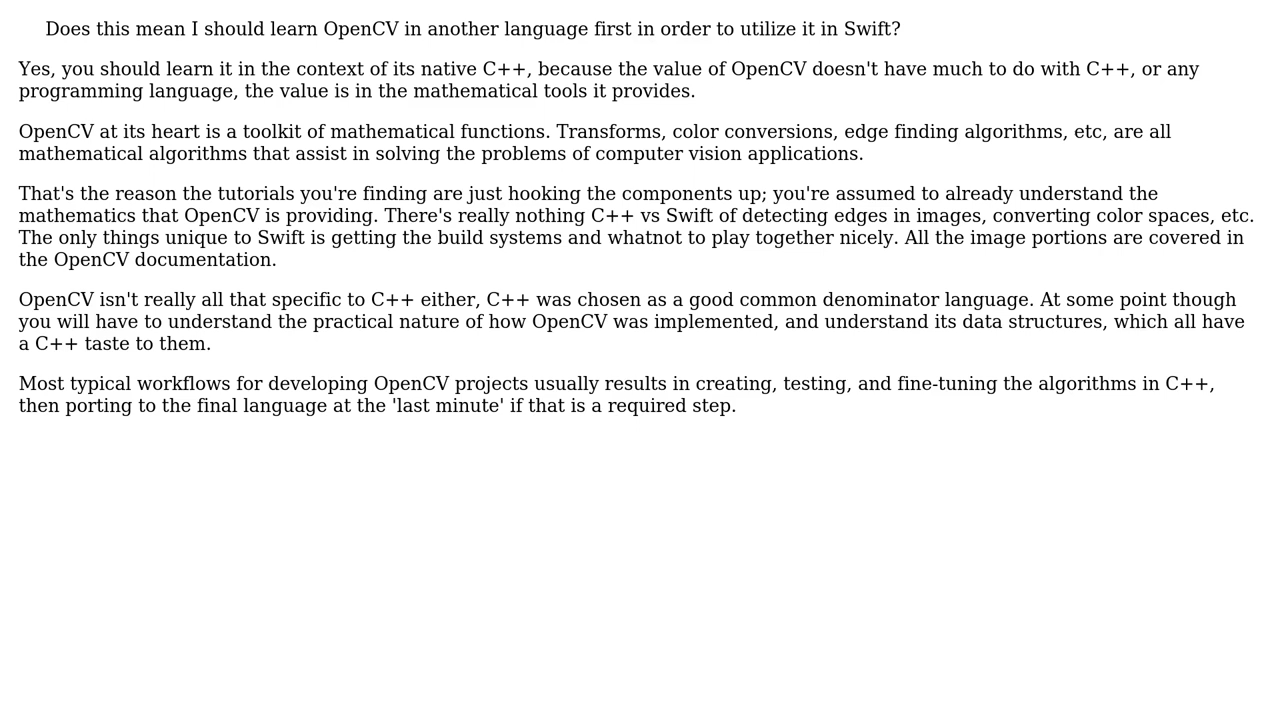 Does this mean I should learn OpenCV in another language first in order to utilize it in Swift?
Yes, you should learn it in the context of its native C++, because the value of OpenCV doesn't have much to do with C++, or any
programming language, the value is in the mathematical tools it provides.
OpenCV at its heart is a toolkit of mathematical functions. Transforms, color conversions, edge finding algorithms, etc, are all
mathematical algorithms that assist in solving the problems of computer vision applications.
That's the reason the tutorials you're finding are just hooking the components up; you're assumed to already understand the
mathematics that OpenCV is providing. There's really nothing C++ vs Swift of detecting edges in images, converting color spaces, etc.
The only things unique to Swift is getting the build systems and whatnot to play together nicely. All the image portions are covered in
the OpenCV documentation.
OpenCV isn't really all that specific to C++ either, C++ was chosen as a good common denominator language. At some point though
you will have to understand the practical nature of how OpenCV was implemented, and understand its data structures, which all have
a C++ taste to them.
Most typical workflows for developing OpenCV projects usually results in creating, testing, and fine-tuning the algorithms in C++,
then porting to the final language at the 'last minute' if that is a required step.